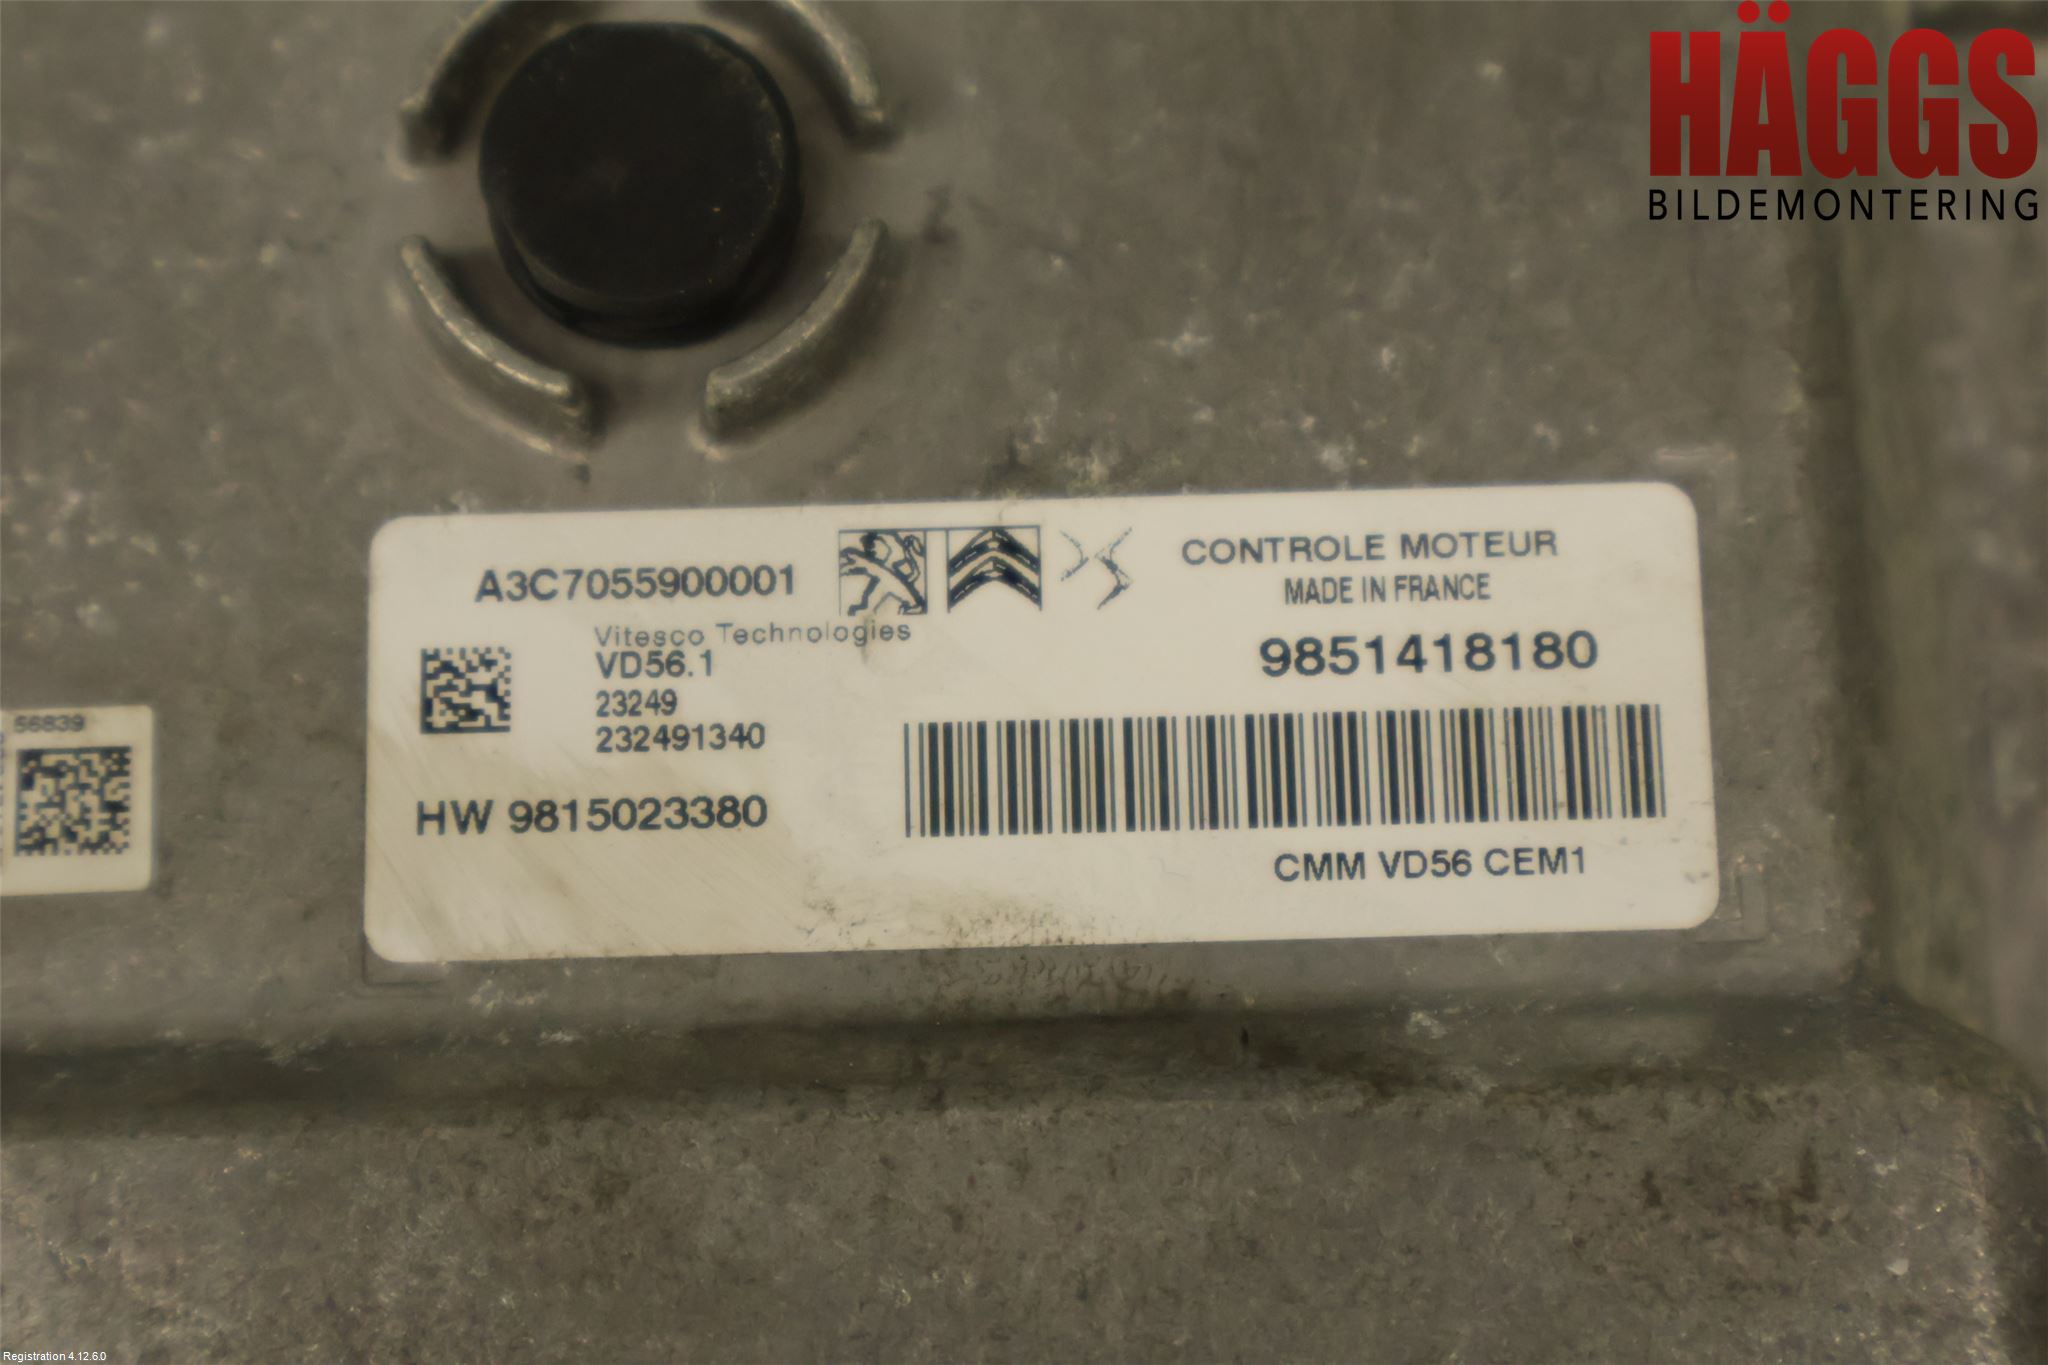 HÄGGS
BILDEMONTERING
A3C7055900001
CONTROLE MOTEUR
MADE IN FRANCE
Vitesco Technologies
VD56.1
9851418180
23249
232491340
HW 9815023380
CMM VD56 CEM1
56839
Registration 4.12.6.0